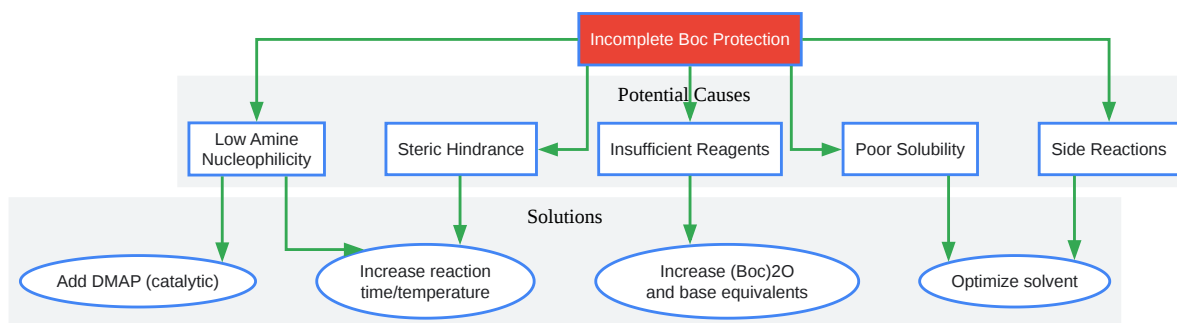 Incomplete Boc Protection
Potential Causes
Low Amine
Nucleophilicity
Steric Hindrance
Insufficient Reagents
Poor Solubility
Side Reactions
Solutions
Add DMAP (catalytic)
Increase reaction
time/temperature
Increase (Boc)2O
and base equivalents
Optimize solvent